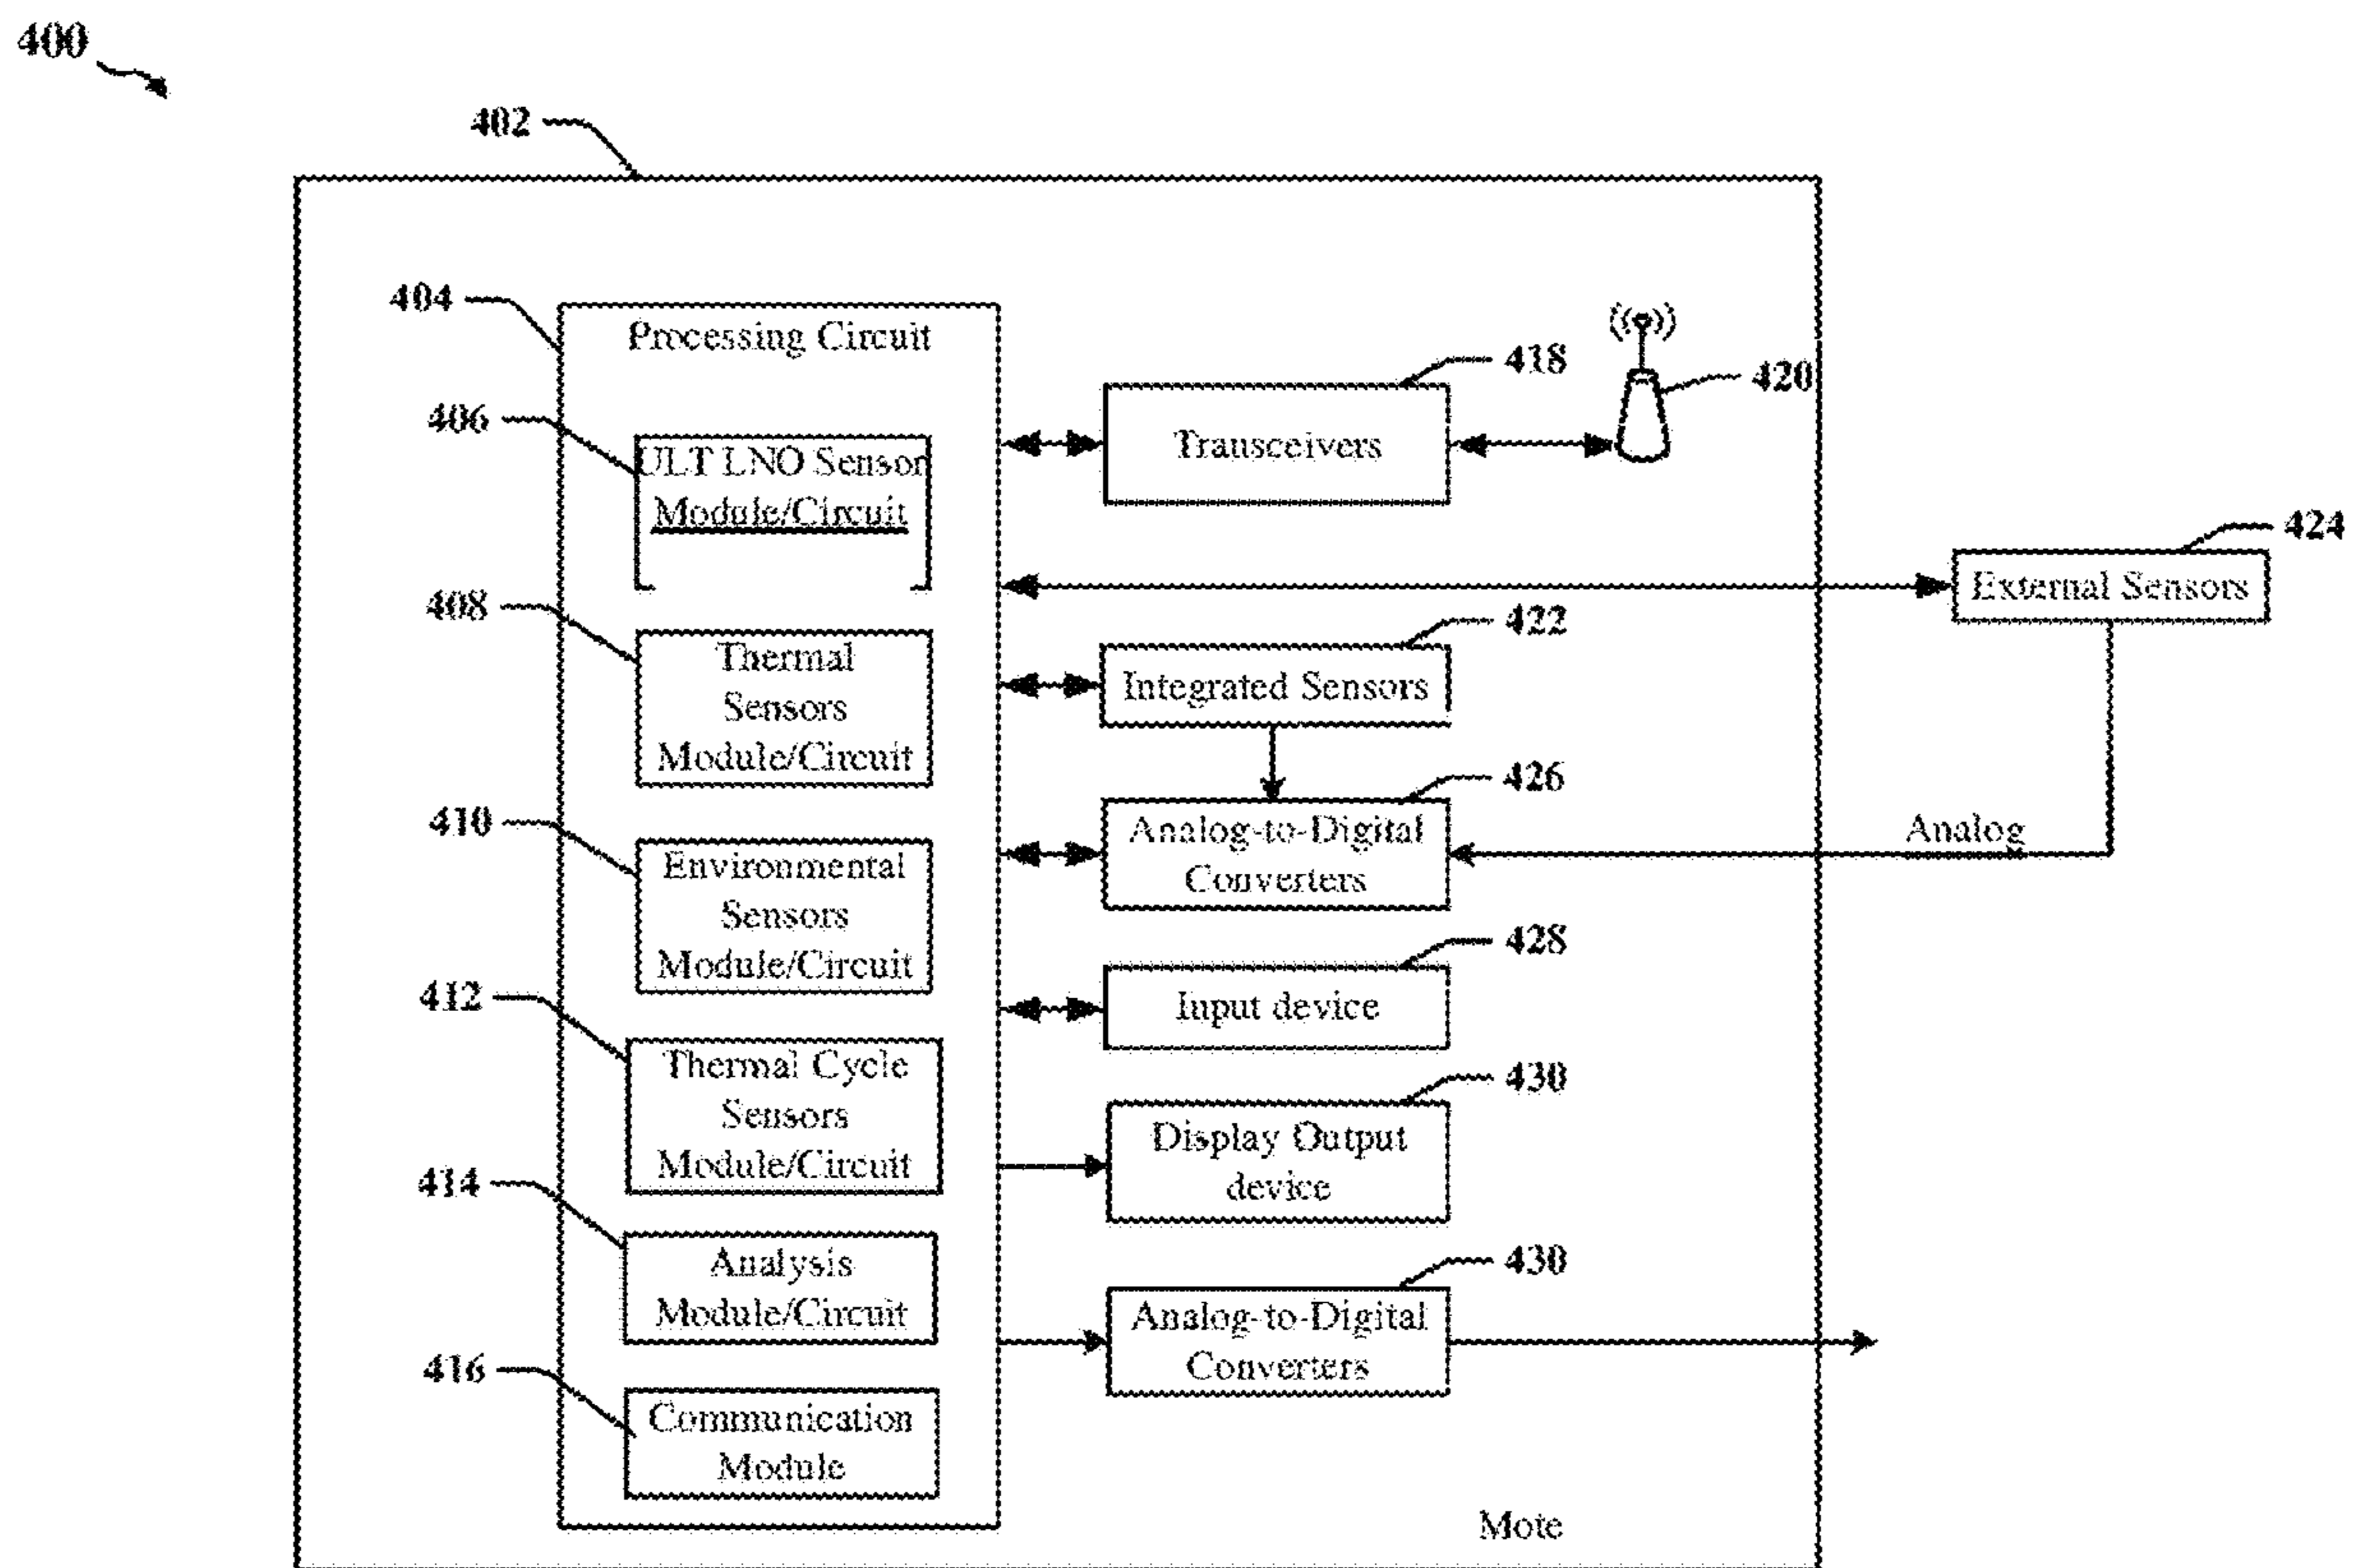 400
402
404
Processing Circuit
418
420
406
ULT LNO Sensor
Module/Circuit
Transceivers
424
External Sensors
408
Thermal
Sensors
Module/Circuit
422
Integrated Sensors
426
Analog-to-Digital
Converters
Analog
410
Environmental
Sensors
Module/Circuit
428
Input device
412
Thermal Cycle
Sensors
Module/Circuit
430
Display Output
device
414
Analysis
Module/Circuit
430
Analog-to-Digital
Converters
416
Communication
Module
Mote